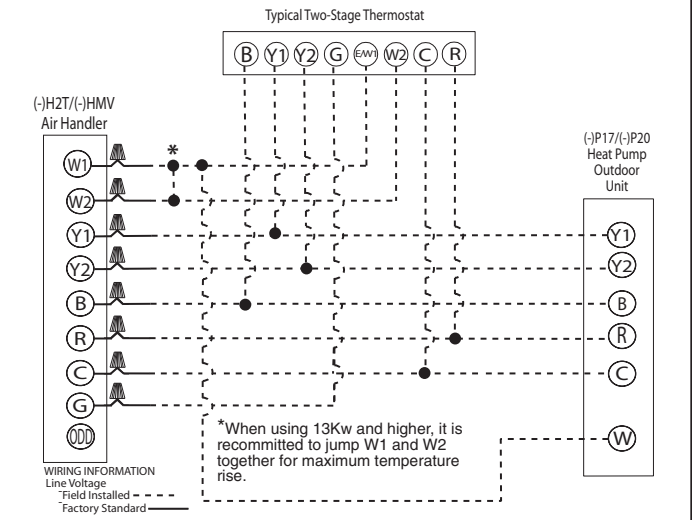 Typical Two-Stage Thermostat
B Y1 Y2 G E/W1 W2 C R
(-)H2T/(-)HMV
Air Handler
(-)P17/(-)P20
Heat Pump
Outdoor
Unit
*
W1
W2
Y1 Y1
Y2 Y2
B B
R R
C C
G
ODD
W
*When using 13Kw and higher, it is
recommitted to jump W1 and W2
together for maximum temperature
rise.
WIRING INFORMATION
Line Voltage
-Field Installed
-Factory Standard